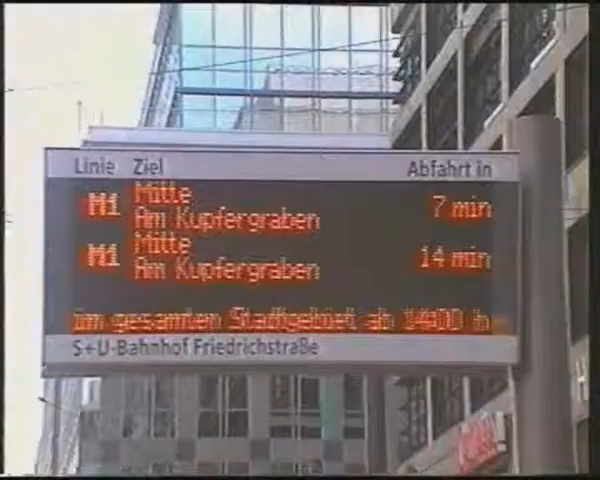 Linie Ziel Abfahrt in
M1 Mitte
Am Kupfergraben 7 min
M1 Mitte
Am Kupfergraben 14 min
im gesamten Stadtgebiet ab 1400 h
S+U-Bahnhof Friedrichstraße